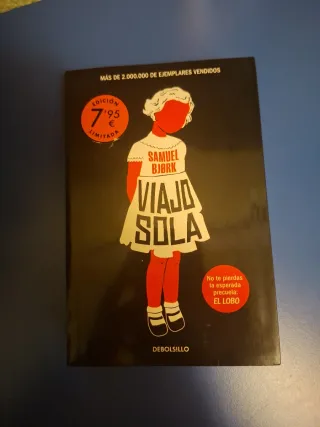 MÁS DE 2.000.000 DE EJEMPLARES VENDIDOS
EDICIÓN
7,95
€
LIMITADA
SAMUEL
BJØRK
VIAJO
SOLA
No te pierdas
la esperada
precuela:
EL LOBO
DEBOLSILLO